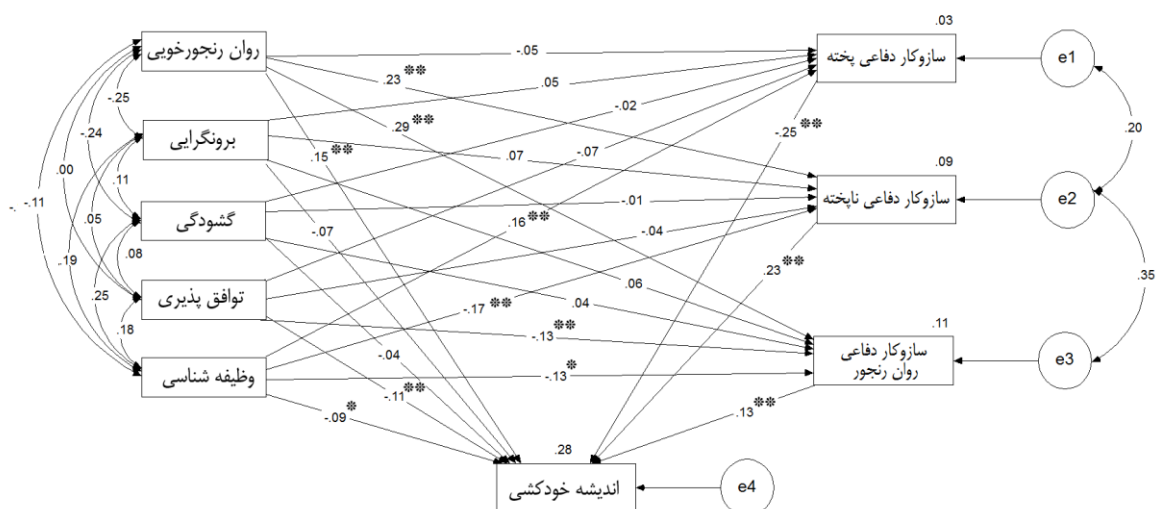 روان رنجورخویی
برونگرایی
گشودگی
توافق پذیری
وظیفه شناسی
سازوکار دفاعی پخته
سازوکار دفاعی ناپخته
سازوکار دفاعی
روان رنجور
اندیشه خودکشی
e1
e2
e3
e4
.03
.09
.11
.28
.20
.35
-.25
-.24
.00
-.11
.11
.05
.19
.08
.25
.18
-.05
.23**
.29**
.15**
.05
.07
.06
-.07
-.02
-.01
.04
-.04
-.07
-.04
-.13**
-.11**
.16**
-.17**
-.13*
-.09*
-.25**
.23**
.13**